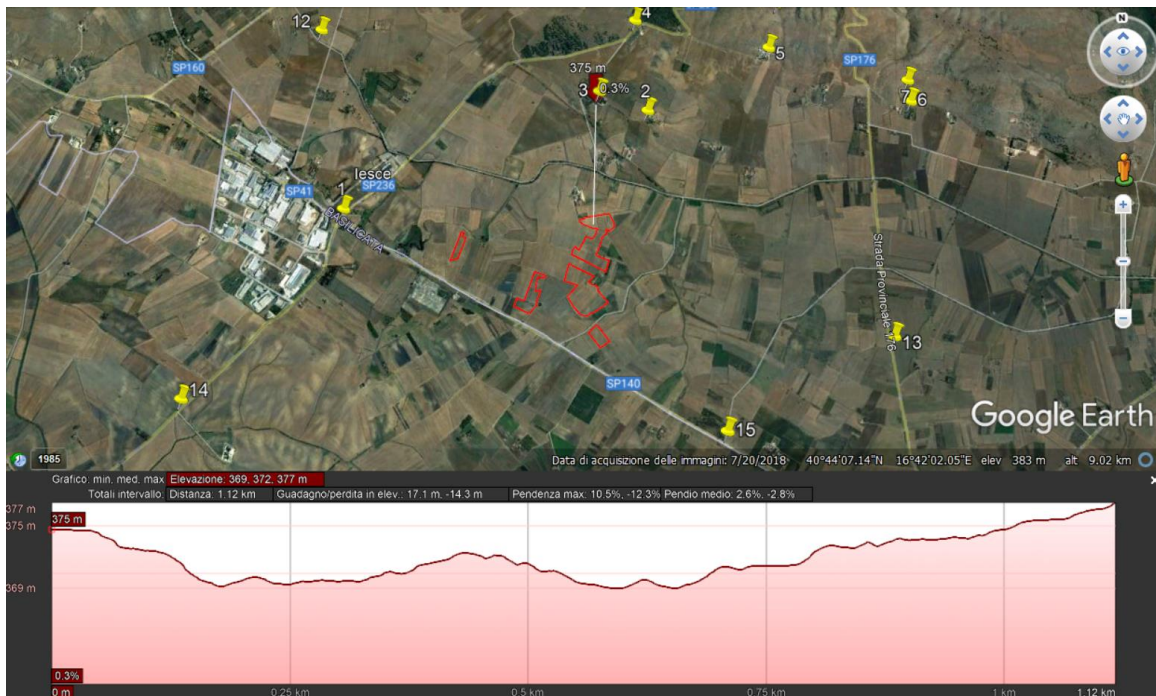 N
12
4
5
SP160
375 m
SP176
3
0.3%
2
7
6
Iesce
1
SP236
SP41
BASILICATA
Strada Provinciale 176
13
14
SP140
15
Google Earth
1985
Data di acquisizione delle immagini: 7/20/2018 40°44'07.14"N 16°42'02.05"E elev 383 m alt 9.02 km
Grafico: min. med. max Elevazione: 369, 372, 377 m
Totali intervallo: Distanza: 1.12 km Guadagno/perdita in elev.: 17.1 m, -14.3 m Pendenza max: 10.5%, -12.3% Pendio medio: 2.6%, -2.8%
377 m
375 m
375 m
369 m
0.3%
0 m 0.25 km 0.5 km 0.75 km 1 km 1.12 km